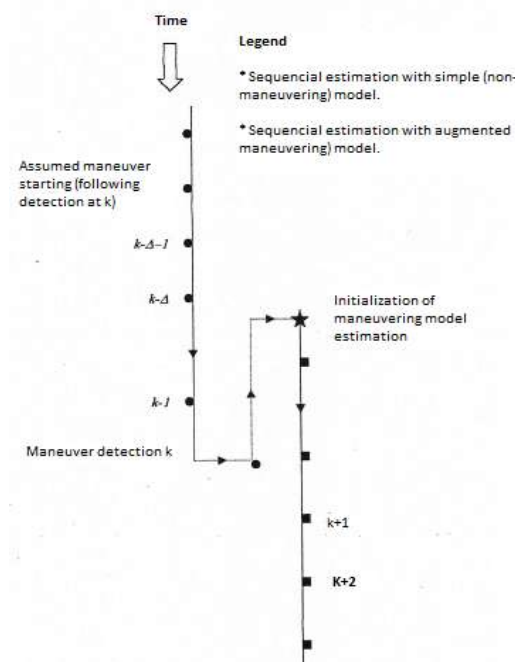 Time
Legend
* Sequencial estimation with simple (non-
maneuvering) model.
* Sequencial estimation with augmented
maneuvering) model.
Assumed maneuver
starting (following
detection at k)
k-Δ-1
k-Δ
Initialization of
maneuvering model
estimation
k-1
Maneuver detection k
k+1
K+2